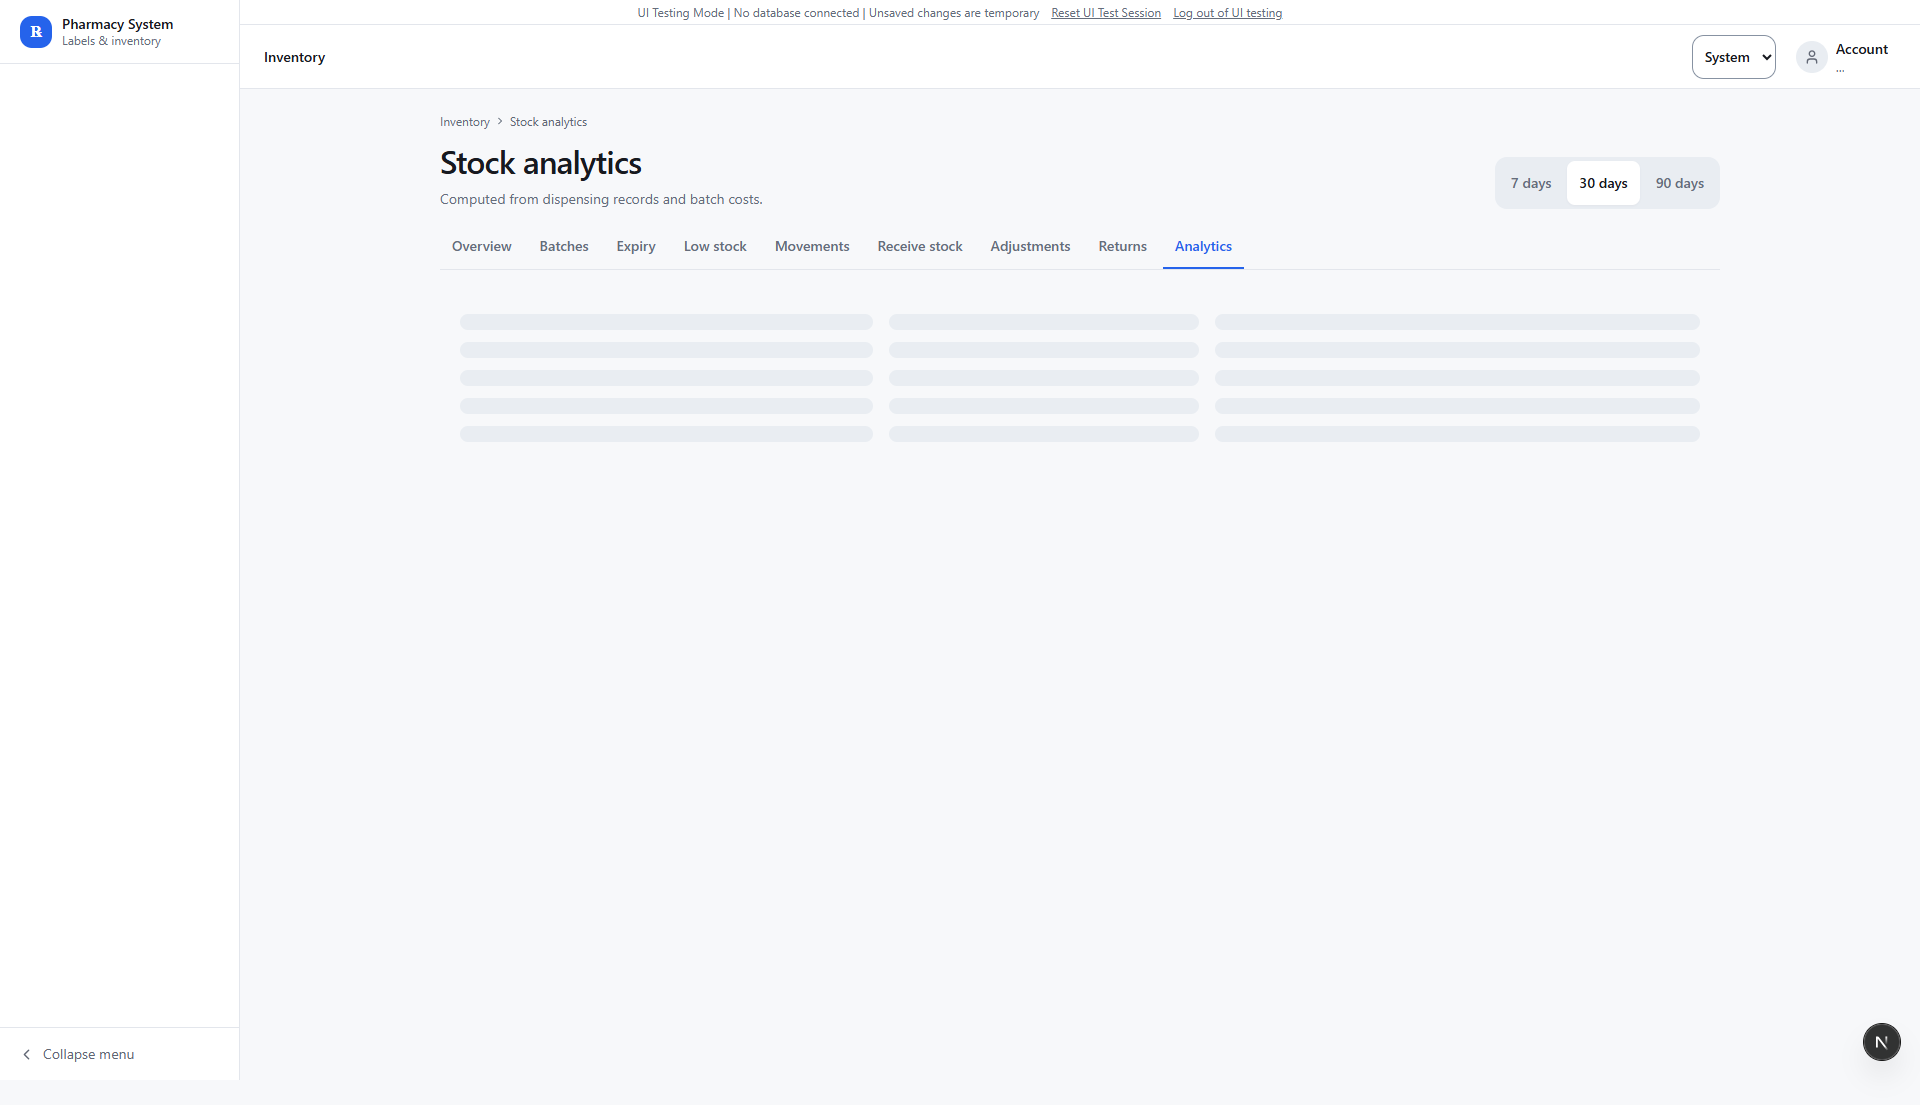 Pharmacy System
Labels & inventory
UI Testing Mode | No database connected | Unsaved changes are temporary Reset UI Test Session Log out of UI testing
Inventory
System
Account
...
Inventory > Stock analytics
Stock analytics
Computed from dispensing records and batch costs.
7 days 30 days 90 days
Overview Batches Expiry Low stock Movements Receive stock Adjustments Returns Analytics
Collapse menu
N